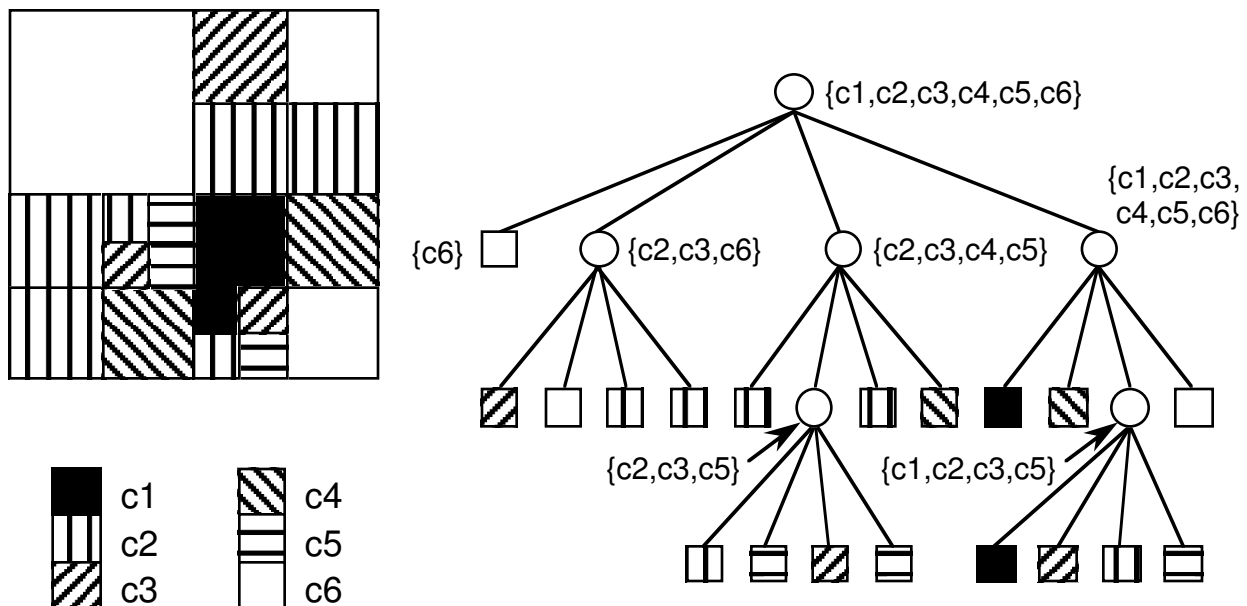 {c1,c2,c3,c4,c5,c6}
{c1,c2,c3,
c4,c5,c6}
{c6}
{c2,c3,c6}
{c2,c3,c4,c5}
{c2,c3,c5}
{c1,c2,c3,c5}
c1
c4
c2
c5
c3
c6